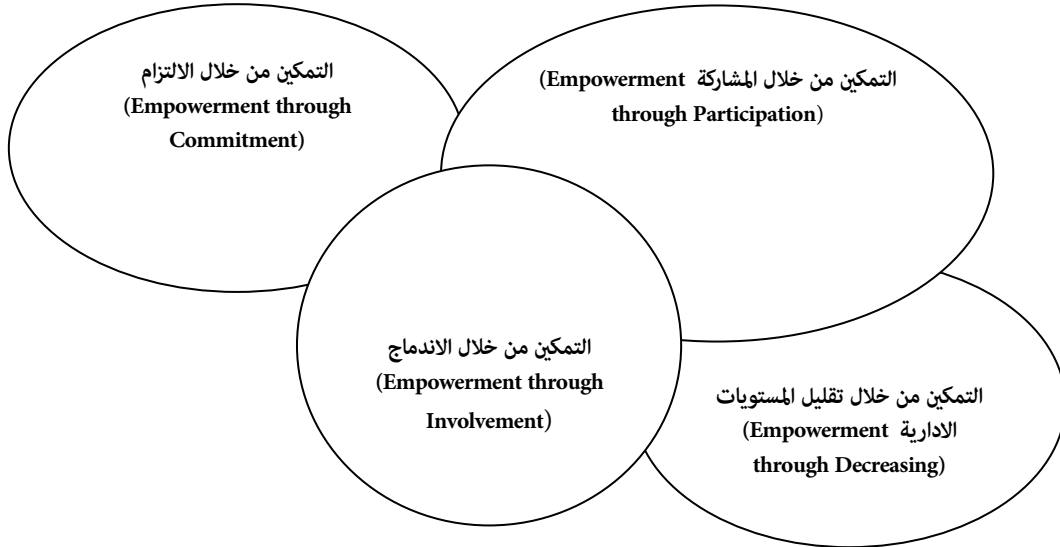 التمكين من خلال الالتزام
(Empowerment through
Commitment)
التمكين من خلال المشاركة (Empowerment
through Participation)
التمكين من خلال الاندماج
(Empowerment through
Involvement)
التمكين من خلال تقليل المستويات
الادارية (Empowerment
through Decreasing)